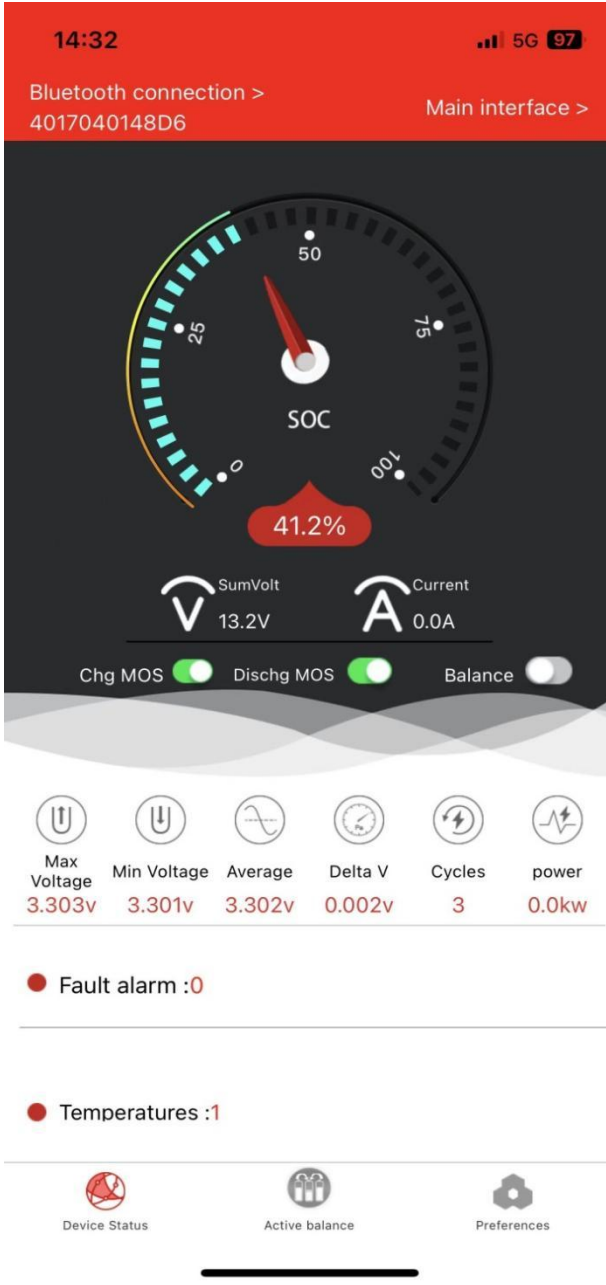 14:32
5G 97
Bluetooth connection >
4017040148D6
Main interface >
50
25
75
SOC
0
100
41.2%
V SumVolt
13.2V
A Current
0.0A
Chg MOS
Dischg MOS
Balance
Max Voltage
Min Voltage
Average
Delta V
Cycles
power
3.303v
3.301v
3.302v
0.002v
3
0.0kw
Fault alarm :0
Temperatures :1
Device Status
Active balance
Preferences